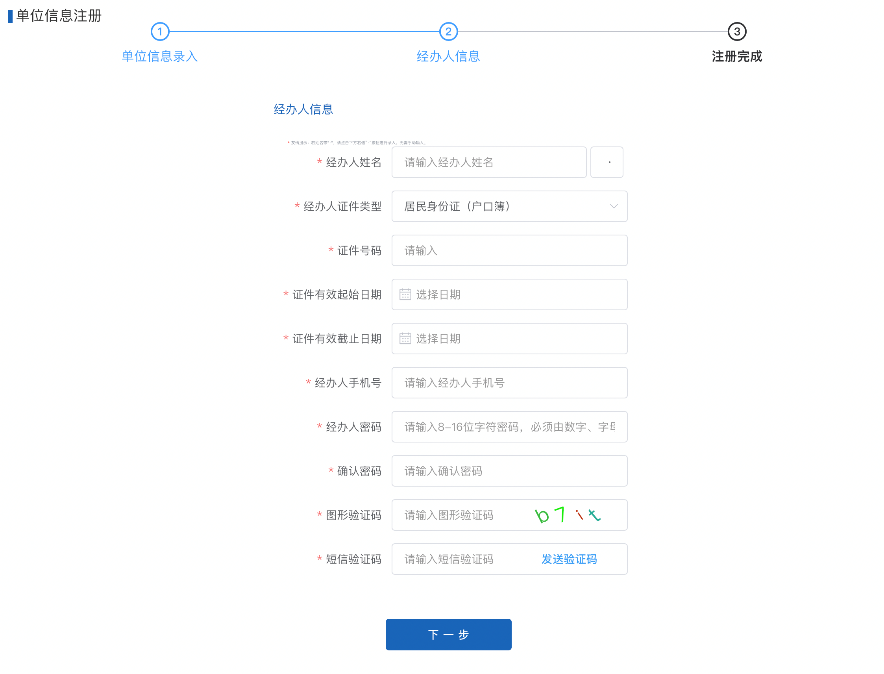 单位信息注册
1
2
3
单位信息录入
经办人信息
注册完成
经办人信息
* 经办人姓名
请输入经办人姓名
·
* 经办人证件类型
居民身份证（户口簿）
* 证件号码
请输入
* 证件有效起始日期
选择日期
* 证件有效截止日期
选择日期
* 经办人手机号
请输入经办人手机号
* 经办人密码
请输入8-16位字符密码，必须由数字、字母
* 确认密码
请输入确认密码
* 图形验证码
请输入图形验证码
b7it
* 短信验证码
请输入短信验证码
发送验证码
下一步